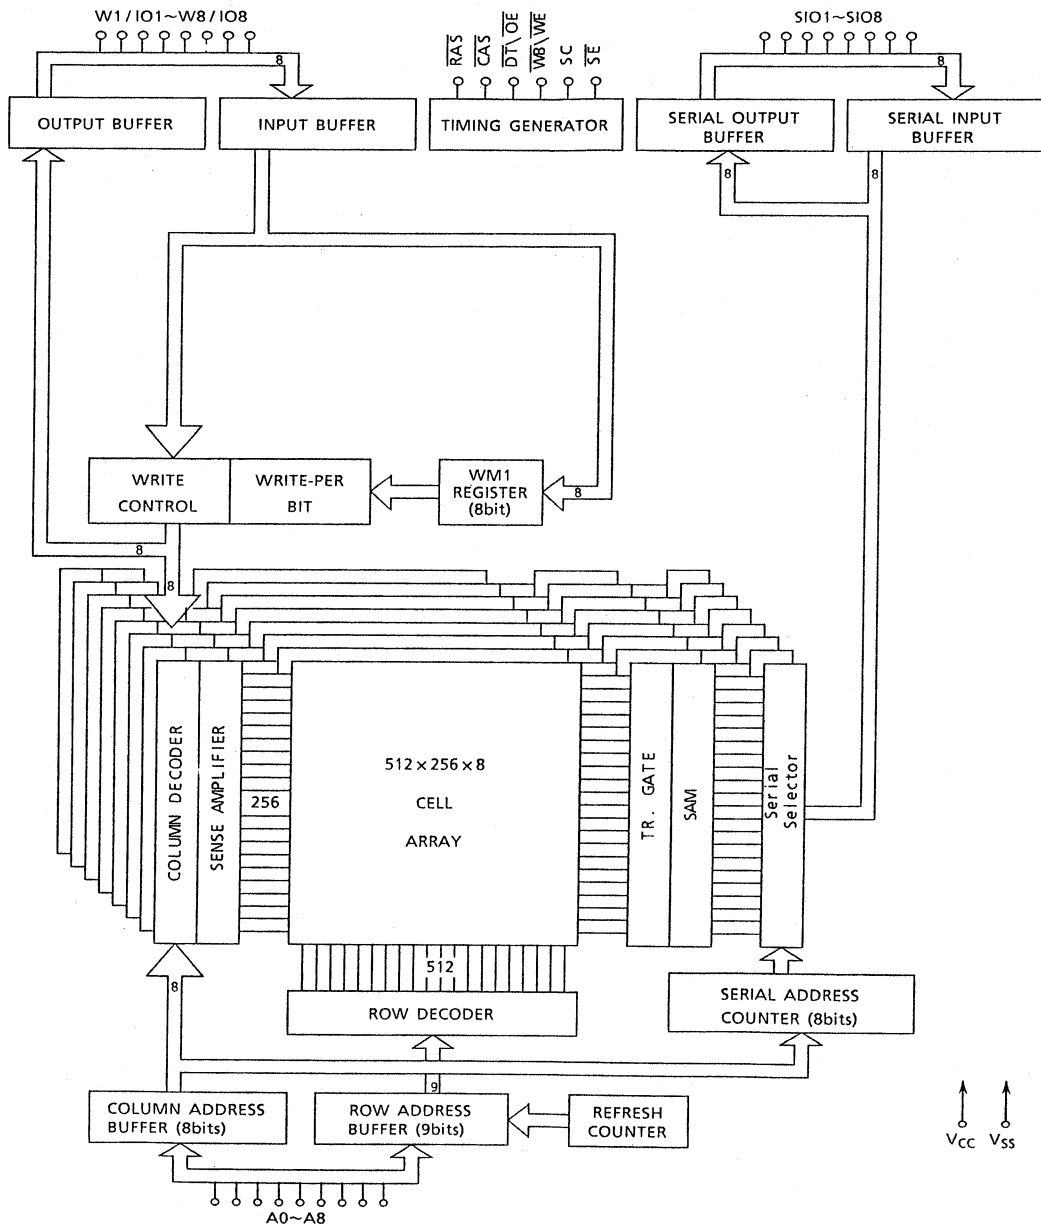 W1/IO1~W8/IO8
SIO1~SIO8
RAS
CAS
DT\OE
WB\WE
SC
SE
8
8
OUTPUT BUFFER
INPUT BUFFER
TIMING GENERATOR
SERIAL OUTPUT
BUFFER
SERIAL INPUT
BUFFER
8
8
WRITE
CONTROL
WRITE-PER
BIT
WM1
REGISTER
(8bit)
8
8
8
COLUMN DECODER
SENSE AMPLIFIER
256
512×256×8
CELL
ARRAY
TR. GATE
SAM
Serial
Selector
512
8
ROW DECODER
SERIAL ADDRESS
COUNTER (8bits)
9
COLUMN ADDRESS
BUFFER (8bits)
ROW ADDRESS
BUFFER (9bits)
REFRESH
COUNTER
VCC
VSS
A0~A8